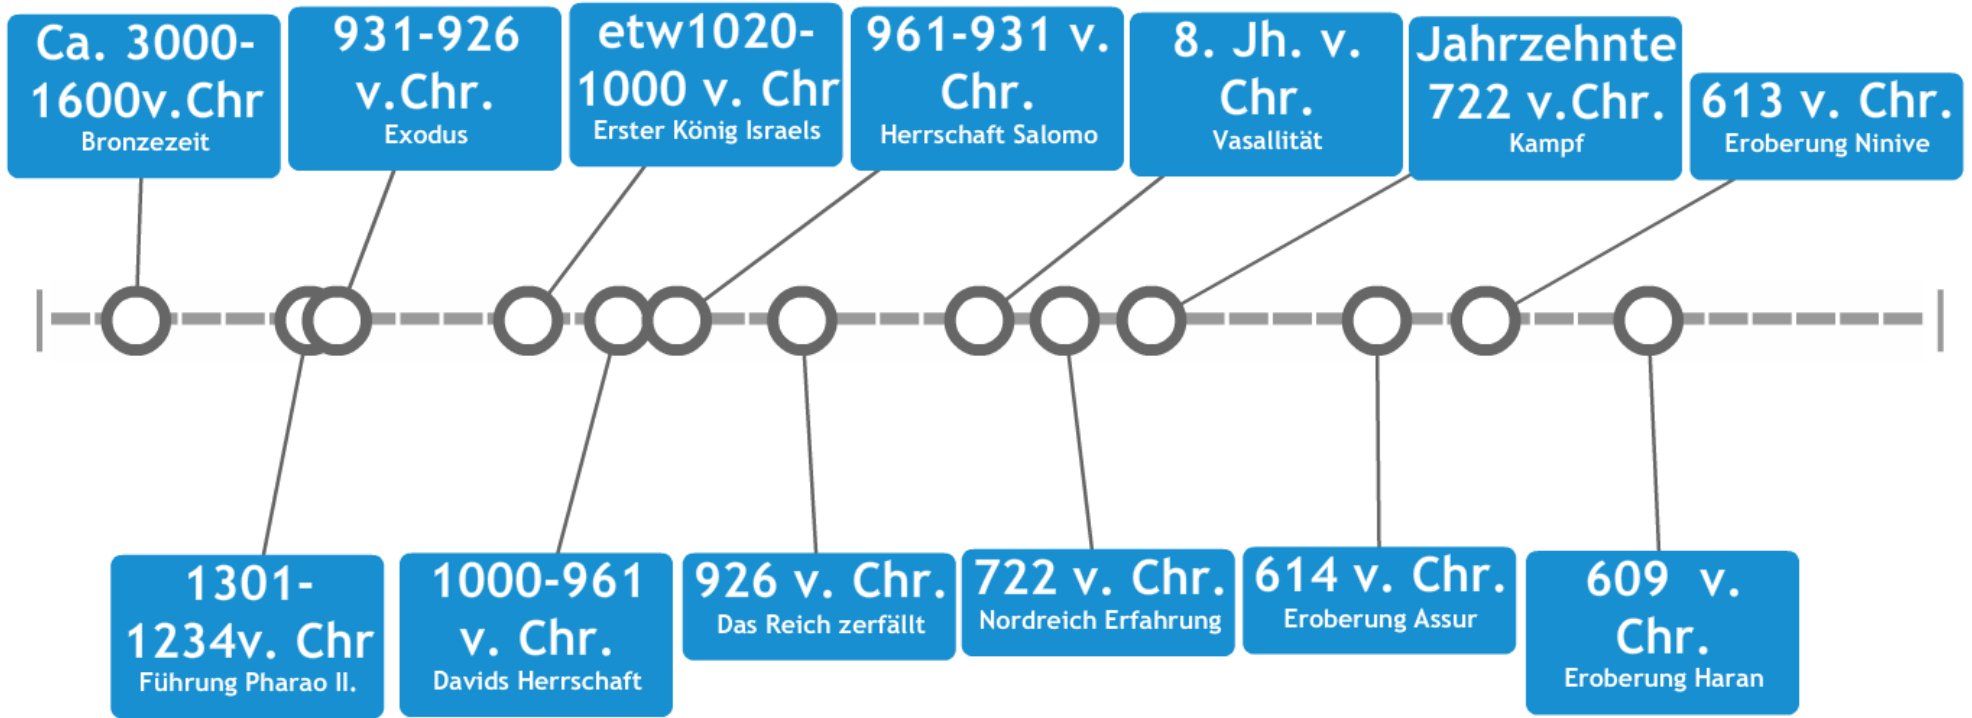 Ca. 3000-
1600v.Chr
Bronzezeit
931-926
v.Chr.
Exodus
etw1020-
1000 v. Chr
Erster König Israels
961-931 v.
Chr.
Herrschaft Salomo
8. Jh. v.
Chr.
Vasallität
Jahrzehnte
722 v.Chr.
Kampf
613 v. Chr.
Eroberung Ninive
1301-
1234v. Chr
Führung Pharao II.
1000-961
v. Chr.
Davids Herrschaft
926 v. Chr.
Das Reich zerfällt
722 v. Chr.
Nordreich Erfahrung
614 v. Chr.
Eroberung Assur
609 v.
Chr.
Eroberung Haran